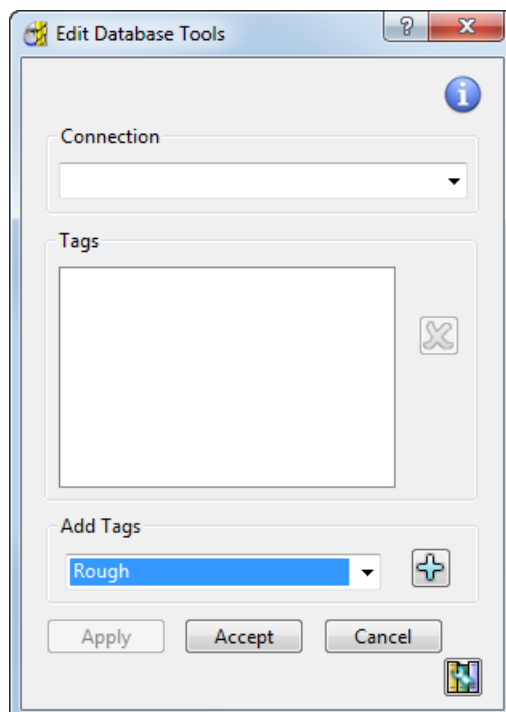 Edit Database Tools
Connection
Tags
Add Tags
Rough
Apply
Accept
Cancel